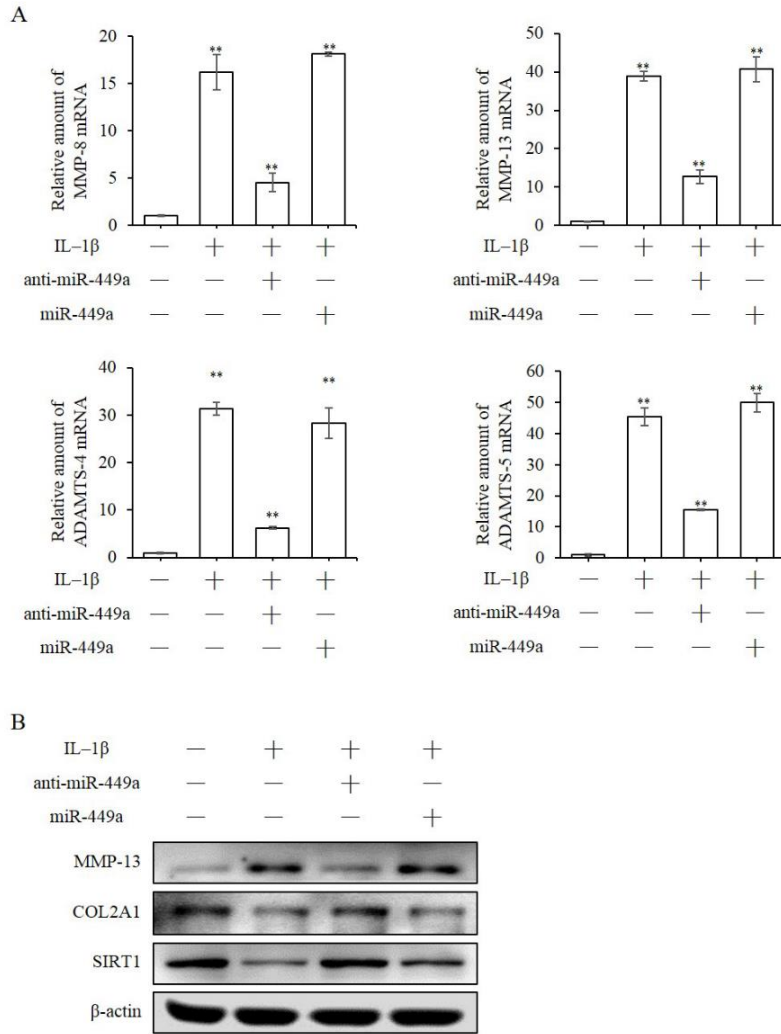 A
Relative amount of
MMP-8 mRNA
20
15
10
5
0
** ** **
IL–1β — + + +
anti-miR-449a — — + —
miR-449a — — — +
Relative amount of
MMP-13 mRNA
50
40
30
20
10
0
** ** **
IL–1β — + + +
anti-miR-449a — — + —
miR-449a — — — +
Relative amount of
ADAMTS-4 mRNA
40
30
20
10
0
** ** **
IL–1β — + + +
anti-miR-449a — — + —
miR-449a — — — +
Relative amount of
ADAMTS-5 mRNA
60
50
40
30
20
10
0
** ** **
IL–1β — + + +
anti-miR-449a — — + —
miR-449a — — — +
B
IL–1β — + + +
anti-miR-449a — — + —
miR-449a — — — +
MMP-13
COL2A1
SIRT1
β-actin